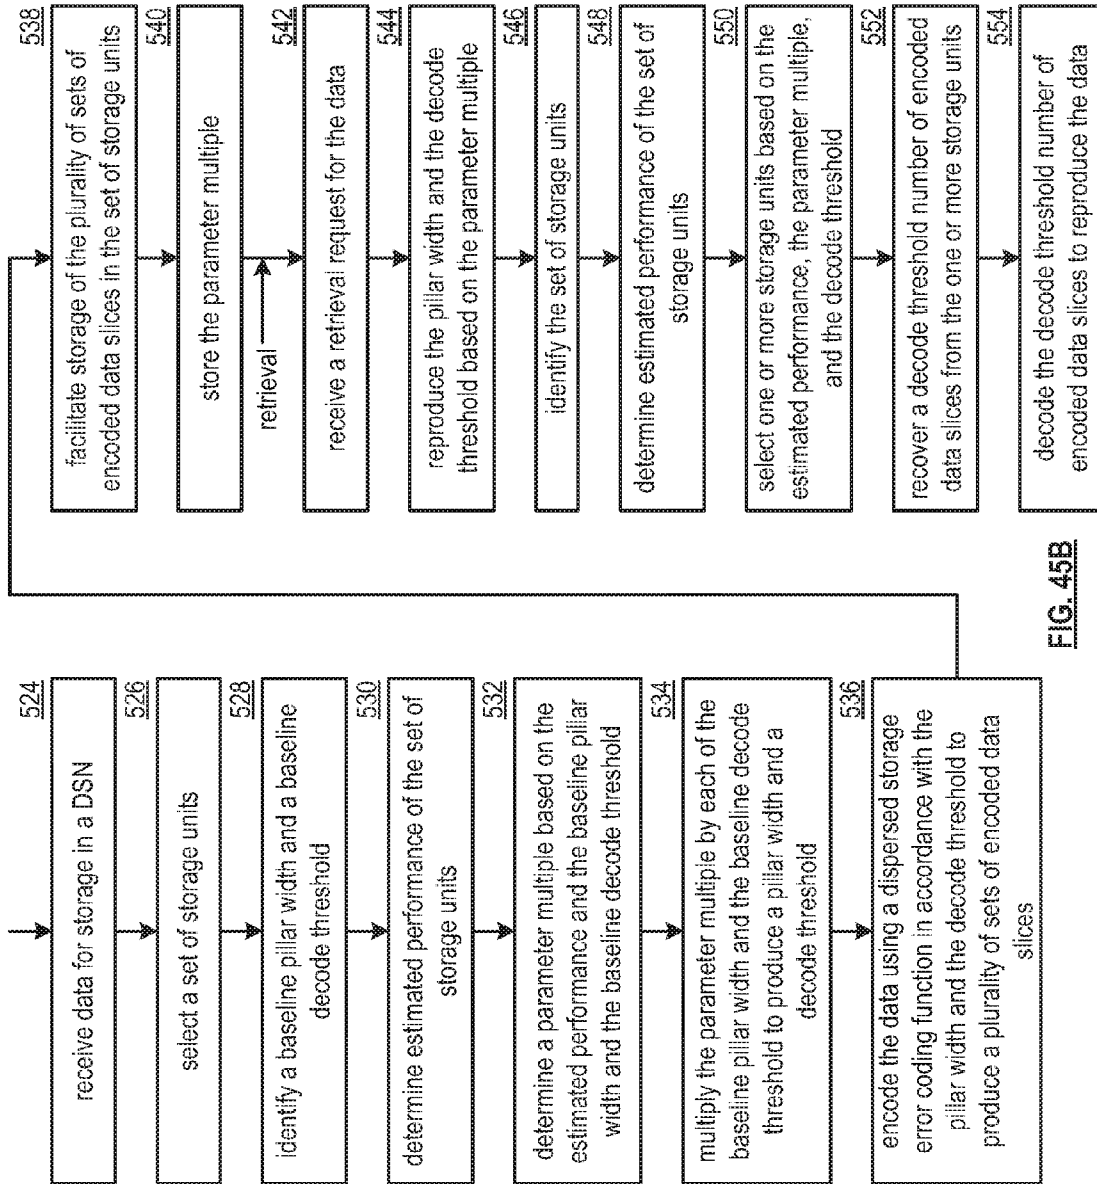 524
receive data for storage in a DSN
526
select a set of storage units
528
identify a baseline pillar width and a baseline
decode threshold
530
determine estimated performance of the set of
storage units
532
determine a parameter multiple based on the
estimated performance and the baseline pillar
width and the baseline decode threshold
534
multiply the parameter multiple by each of the
baseline pillar width and the baseline decode
threshold to produce a pillar width and a
decode threshold
536
encode the data using a dispersed storage
error coding function in accordance with the
pillar width and the decode threshold to
produce a plurality of sets of encoded data
slices
538
facilitate storage of the plurality of sets of
encoded data slices in the set of storage units
540
store the parameter multiple
retrieval
542
receive a retrieval request for the data
544
reproduce the pillar width and the decode
threshold based on the parameter multiple
546
identify the set of storage units
548
determine estimated performance of the set of
storage units
550
select one or more storage units based on the
estimated performance, the parameter multiple,
and the decode threshold
552
recover a decode threshold number of encoded
data slices from the one or more storage units
554
decode the decode threshold number of
encoded data slices to reproduce the data
FIG. 45B